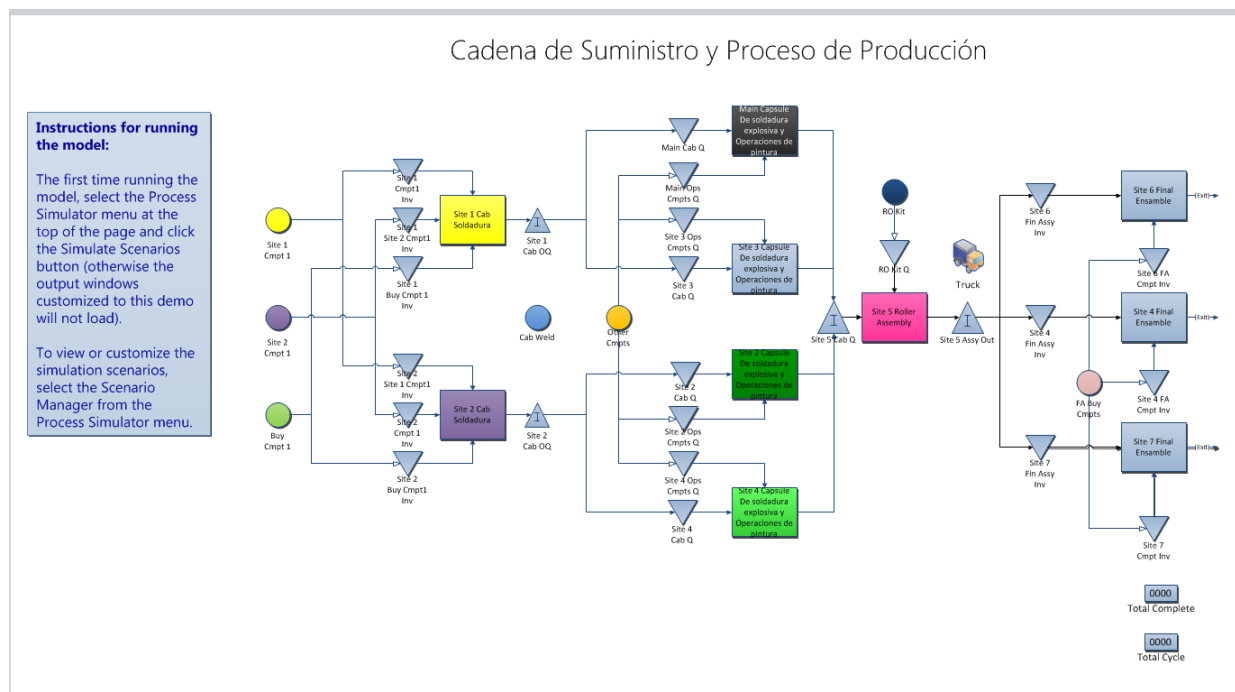 Cadena de Suministro y Proceso de Producción
Instructions for running
the model:
The first time running the
model, select the Process
Simulator menu at the
top of the page and click
the Simulate Scenarios
button (otherwise the
output windows
customized to this demo
will not load).
To view or customize the
simulation scenarios,
select the Scenario
Manager from the
Process Simulator menu.
Site 1
Cmpt 1
Site 2
Cmpt 1
Buy
Cmpt 1
Site 1
Cmpt1
Inv
Site 1
Site 2 Cmpt1
Inv
Site 1
Buy Cmpt 1
Inv
Site 2
Site 1 Cmpt1
Inv
Site 2
Cmpt 1
Inv
Site 2
Buy Cmpt1
Inv
Site 1 Cab
Soldadura
Site 2 Cab
Soldadura
Site 1
Cab OQ
Cab Weld
Site 2
Cab OQ
Other
Cmpts
Main Cab Q
Main Ops
Cmpts Q
Site 3 Ops
Cmpts Q
Site 3
Cab Q
Site 2
Cab Q
Site 2 Ops
Cmpts Q
Site 4 Ops
Cmpts Q
Site 4
Cab Q
Main Capsule
De soldadura
explosiva y
Operaciones de
pintura
Site 3 Capsule
De soldadura
explosiva y
Operaciones de
pintura
Site 2 Capsule
De soldadura
explosiva y
Operaciones de
pintura
Site 4 Capsule
De soldadura
explosiva y
Operaciones de
pintura
Site 5 Cab Q
RO Kit
RO Kit Q
Site 5 Roller
Assembly
Truck
Site 5 Assy Out
Site 6
Fin Assy
Inv
Site 4
Fin Assy
Inv
Site 7
Fin Assy
Inv
FA Buy
Cmpts
Site 6 Final
Ensamble
(Exit)
Site 6 FA
Cmpt Inv
Site 4 Final
Ensamble
(Exit)
Site 4 FA
Cmpt Inv
Site 7 Final
Ensamble
(Exit)
Site 7
Cmpt Inv
0000
Total Complete
0000
Total Cycle